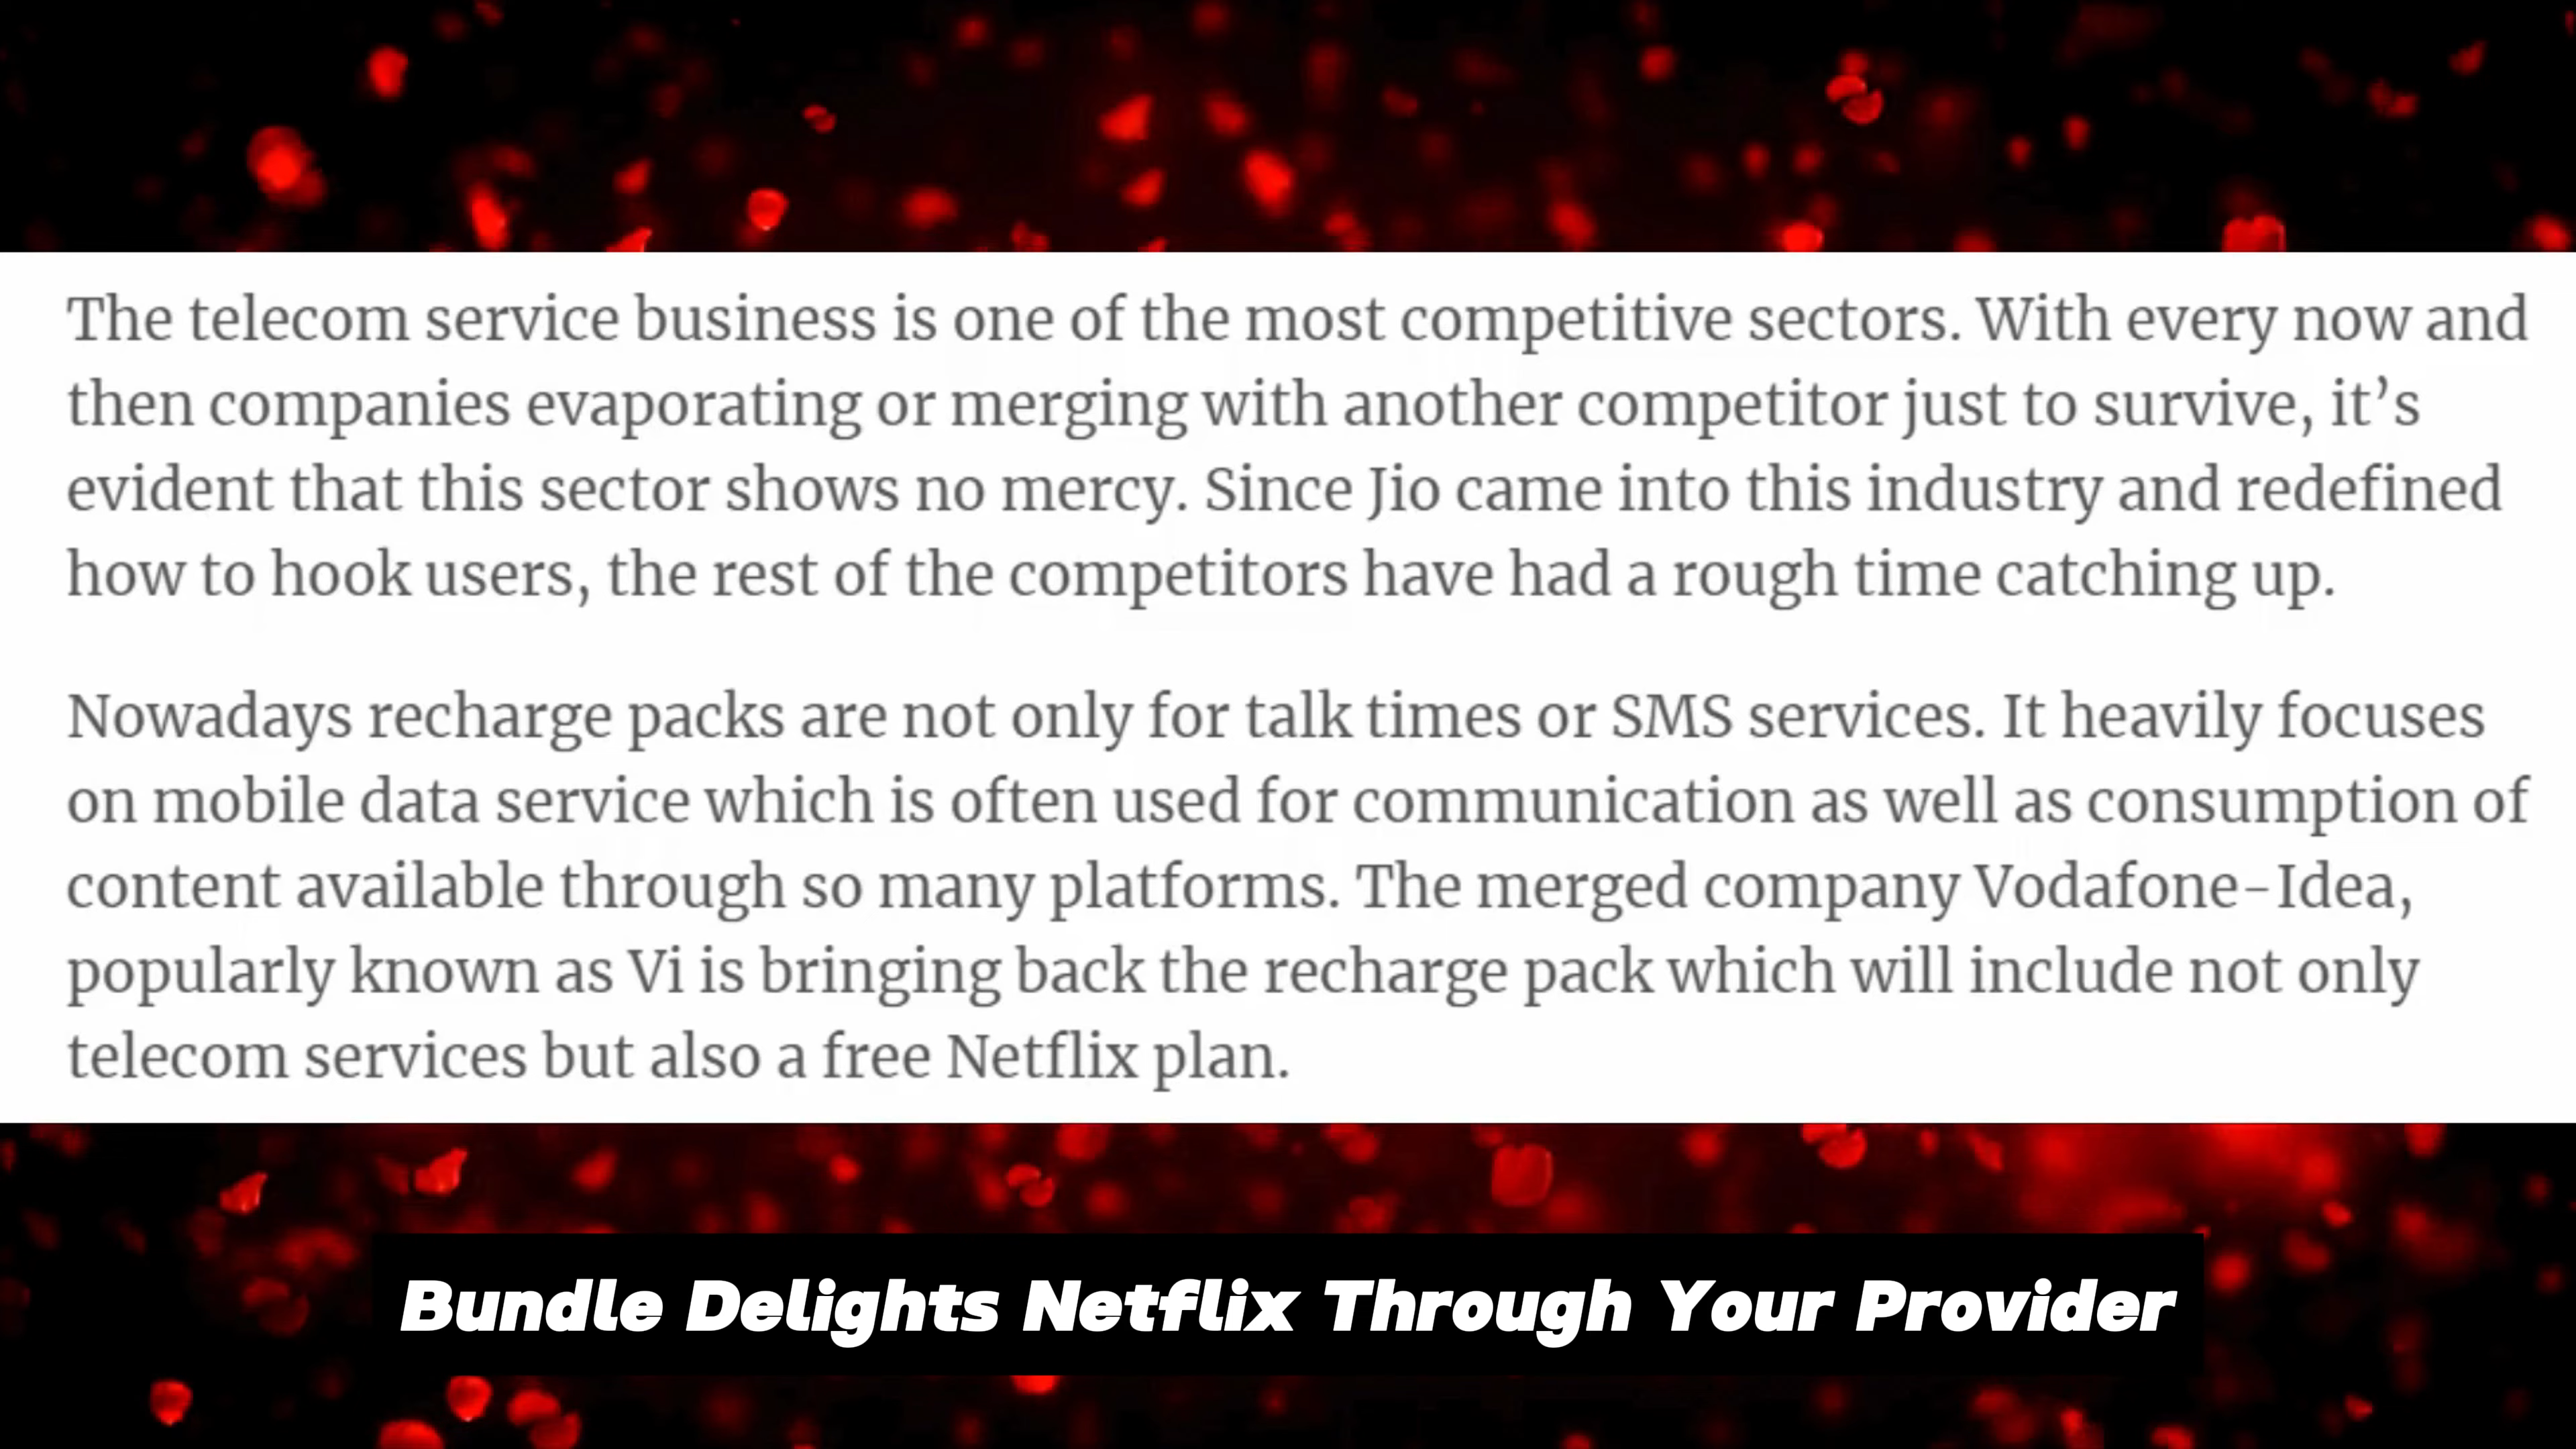 The telecom service business is one of the most competitive sectors. With every now and
then companies evaporating or merging with another competitor just to survive, it’s
evident that this sector shows no mercy. Since Jio came into this industry and redefined
how to hook users, the rest of the competitors have had a rough time catching up.
Nowadays recharge packs are not only for talk times or SMS services. It heavily focuses
on mobile data service which is often used for communication as well as consumption of
content available through so many platforms. The merged company Vodafone-Idea,
popularly known as Vi is bringing back the recharge pack which will include not only
telecom services but also a free Netflix plan.
Bundle Delights Netflix Through Your Provider